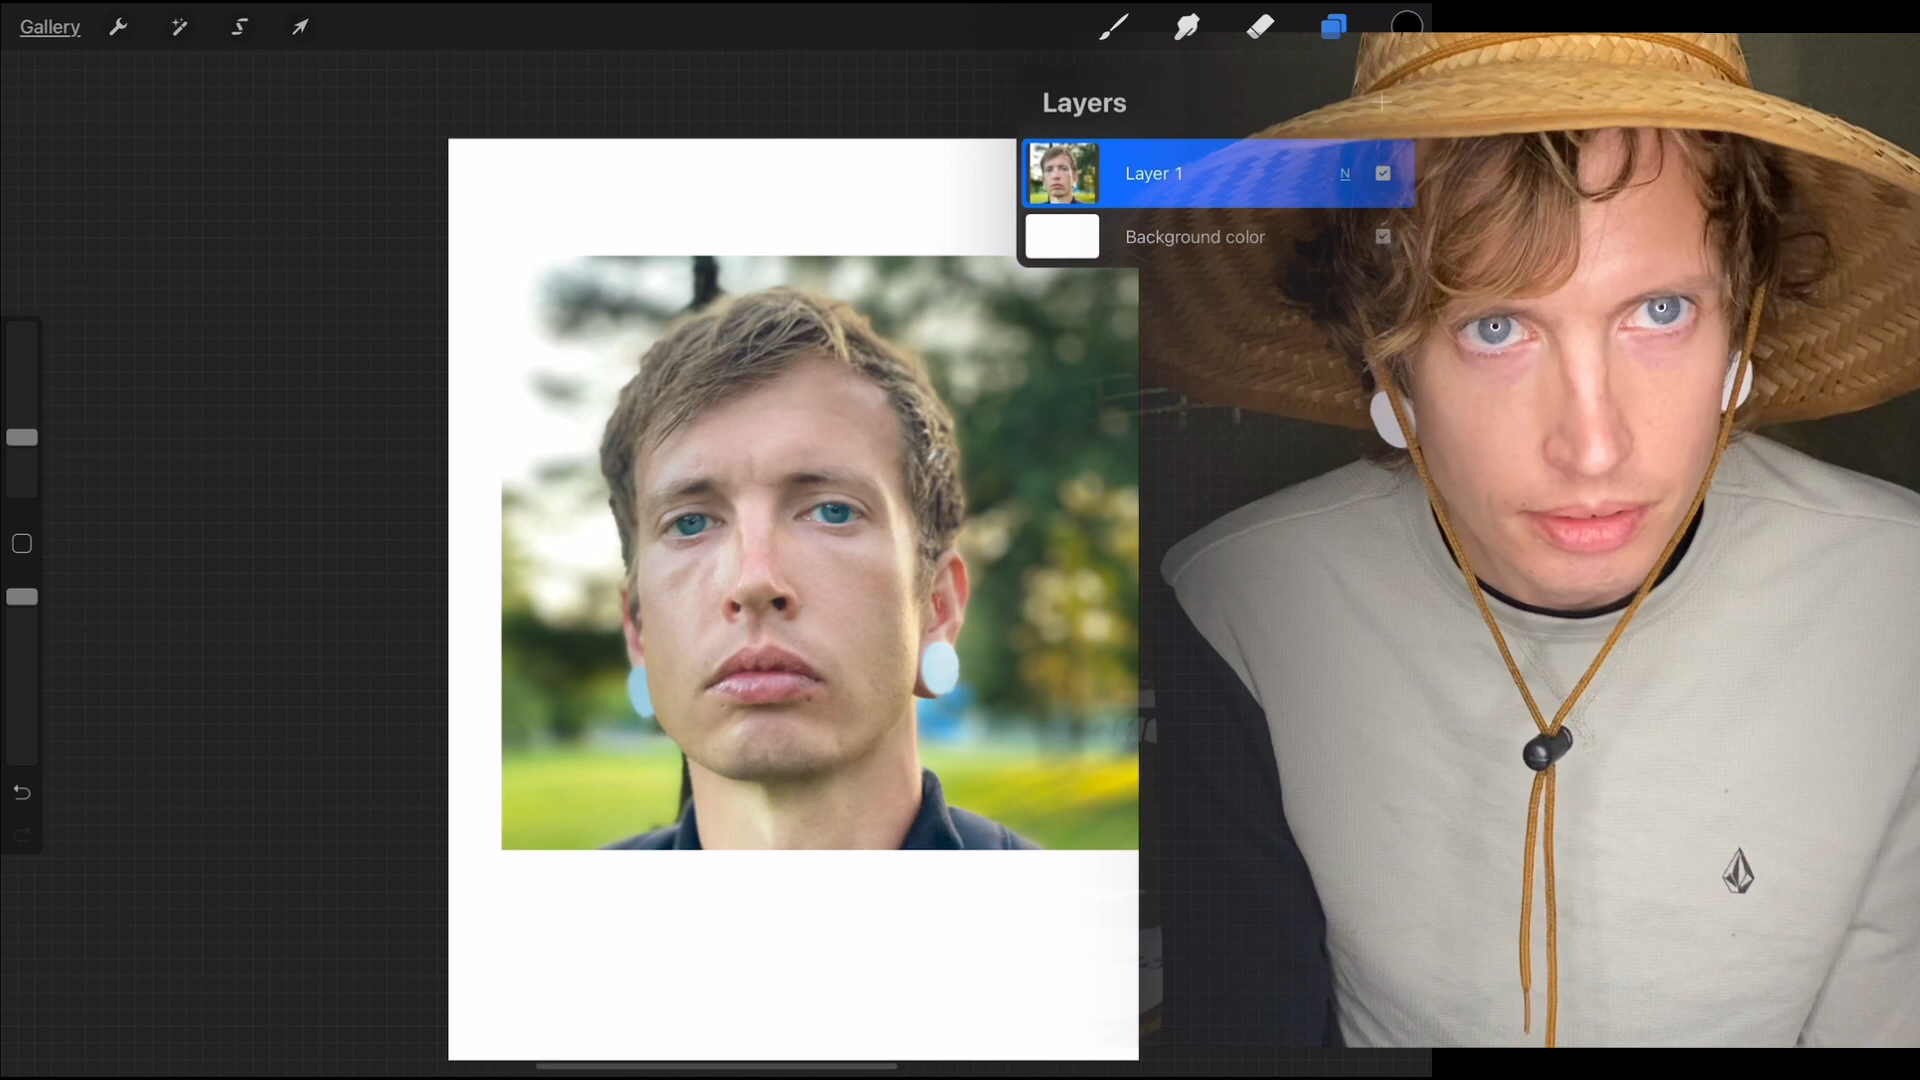 Gallery
Layers
Layer 1
N
Background color